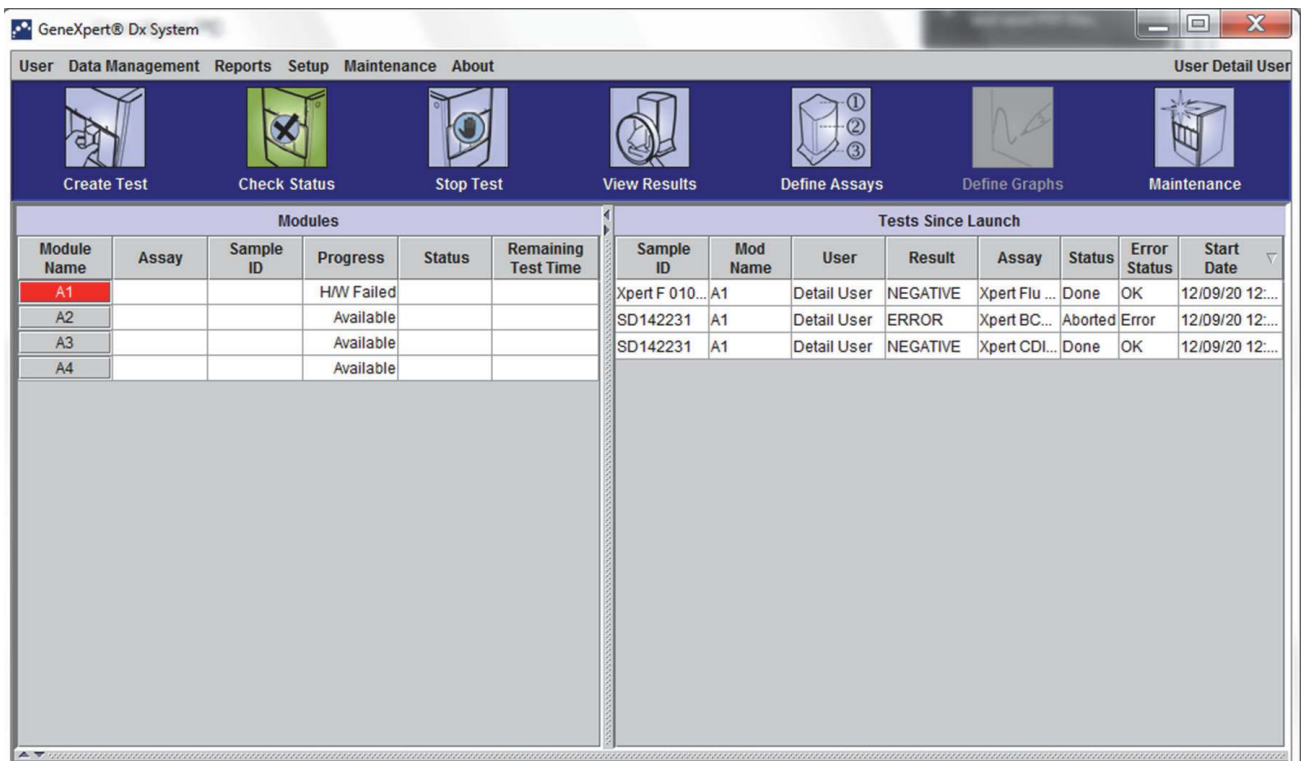 GeneXpert® Dx System
User Data Management Reports Setup Maintenance About User Detail User
① ② ③
Create Test Check Status Stop Test View Results Define Assays Define Graphs Maintenance
Modules
Module Name Assay Sample ID Progress Status Remaining Test Time
A1 H/W Failed
A2 Available
A3 Available
A4 Available
Tests Since Launch
Sample ID Mod Name User Result Assay Status Error Status Start Date
Xpert F 010... A1 Detail User NEGATIVE Xpert Flu ... Done OK 12/09/20 12:...
SD142231 A1 Detail User ERROR Xpert BC... Aborted Error 12/09/20 12:...
SD142231 A1 Detail User NEGATIVE Xpert CDI... Done OK 12/09/20 12:...